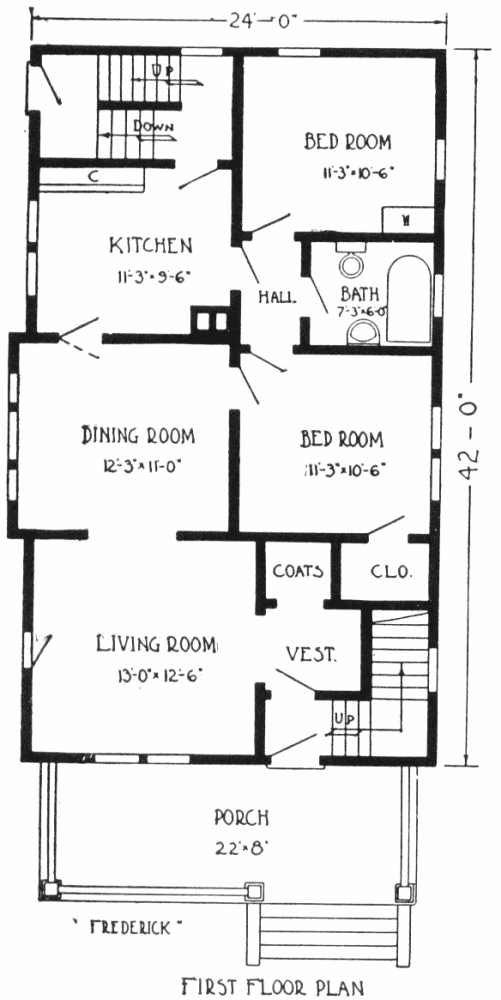 24'-0"
UP
DOWN
BED ROOM
11'-3"×10'-6"
C
W
KITCHEN
11'-3"×9'-6"
HALL
BATH
7'-3"×6'-0"
42'-0"
DINING ROOM
12'-3"×11'-0"
BED ROOM
11'-3"×10'-6"
COATS
CLO.
LIVING ROOM
13'-0"×12'-6"
VEST.
UP
PORCH
22'×8'
"FREDERICK"
FIRST FLOOR PLAN